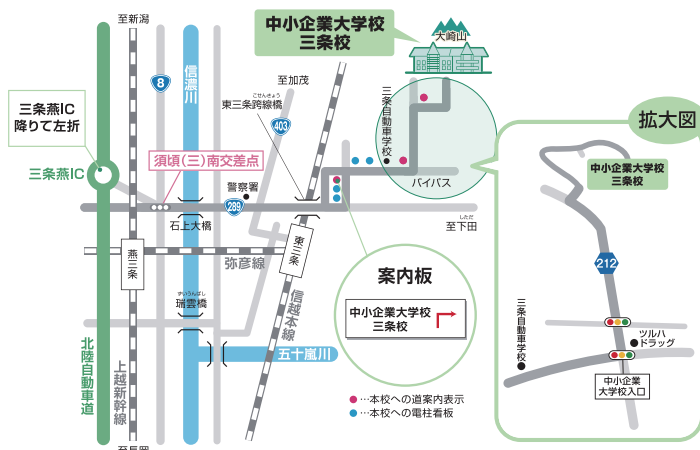 至新潟
中小企業大学校
三条校
大崎山
8
信濃川
至加茂
こせんきょう
東三条跨線橋
403
三条燕IC
降りて左折
三条自動車学校
拡大図
中小企業大学校
三条校
須頃(三)南交差点
三条燕IC
警察署
289
バイパス
しただ
至下田
石上大橋
212
燕三条
東三条
弥彦線
案内板
中小企業大学校
三条校
ずいうんばし
瑞雲橋
信越本線
三条自動車学校
ツルハ
ドラッグ
五十嵐川
中小企業
大学校入口
北陸自動車道
上越新幹線
●…本校への道案内表示
●…本校への電柱看板
至長岡